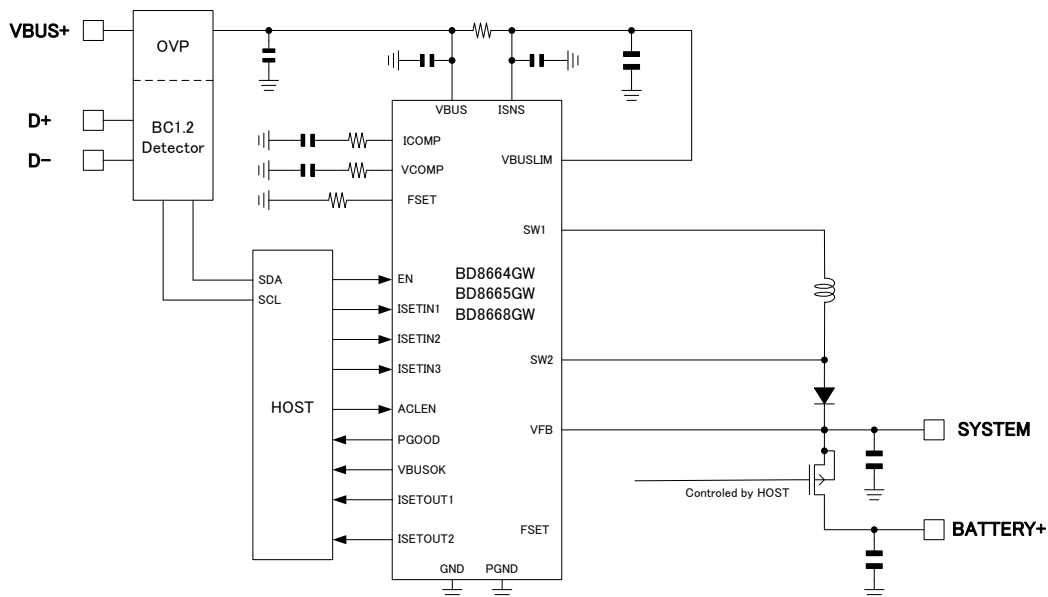 VBUS+
OVP
D+
D-
BC1.2
Detector
VBUS
ISNS
ICOMP
VCOMP
FSET
VBUSLIM
SW1
SDA
SCL
HOST
EN
ISETIN1
ISETIN2
ISETIN3
ACLEN
PGOOD
VBUSOK
ISETOUT1
ISETOUT2
BD8664GW
BD8665GW
BD8668GW
SW2
VFB
SYSTEM
Controled by HOST
FSET
BATTERY+
GND
PGND